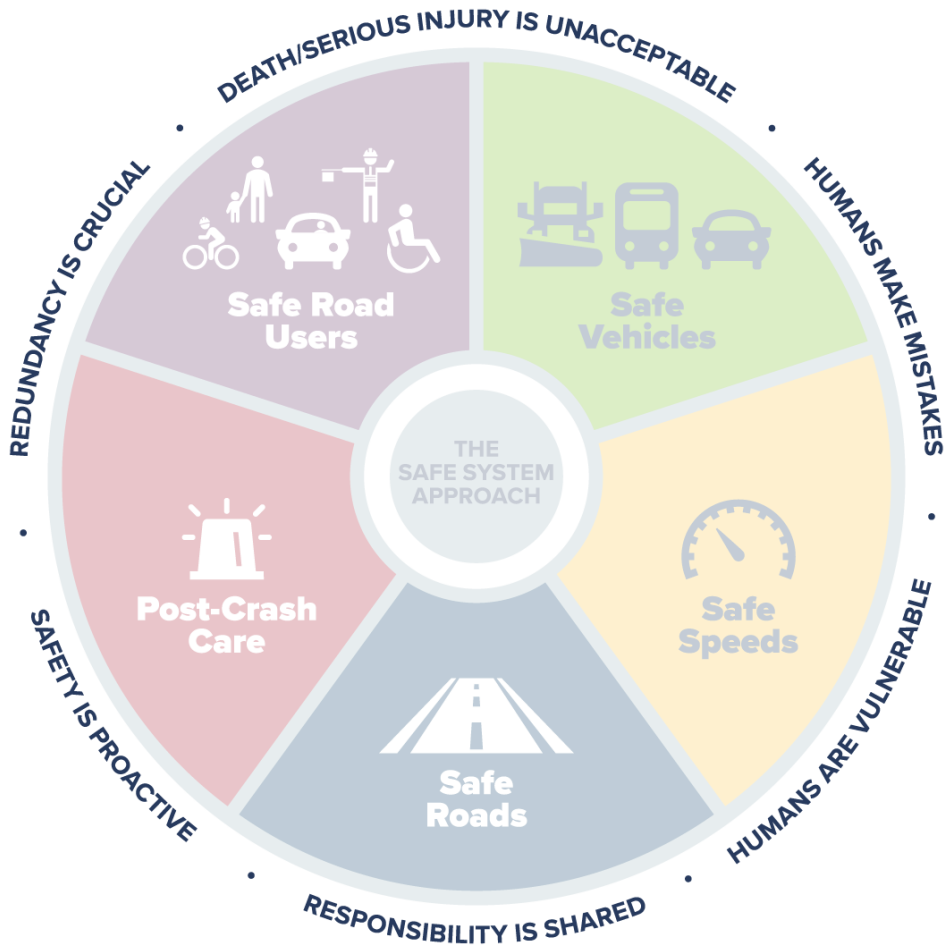 DEATH/SERIOUS INJURY IS UNACCEPTABLE
HUMANS MAKE MISTAKES
HUMANS ARE VULNERABLE
RESPONSIBILITY IS SHARED
SAFETY IS PROACTIVE
REDUNDANCY IS CRUCIAL
Safe Road
Users
Safe
Vehicles
THE
SAFE SYSTEM
APPROACH
Post-Crash
Care
Safe
Speeds
Safe
Roads